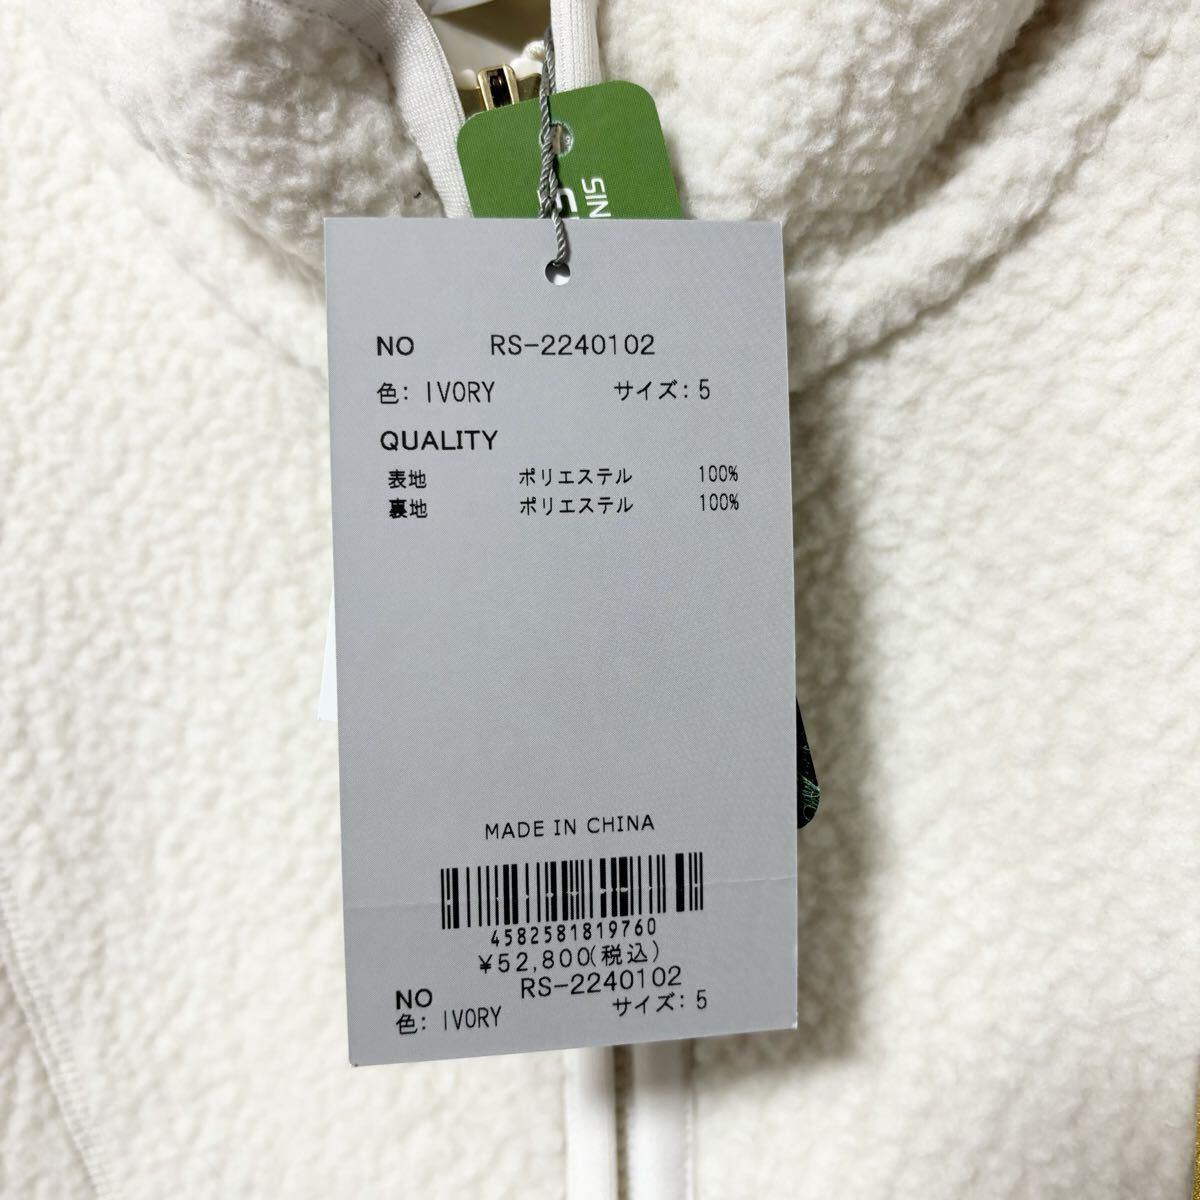 NO RS-2240102
色: IVORY サイズ: 5
QUALITY
表地 ポリエステル 100%
裏地 ポリエステル 100%
MADE IN CHINA
4582581819760
¥52,800(税込)
NO RS-2240102
色: IVORY サイズ: 5